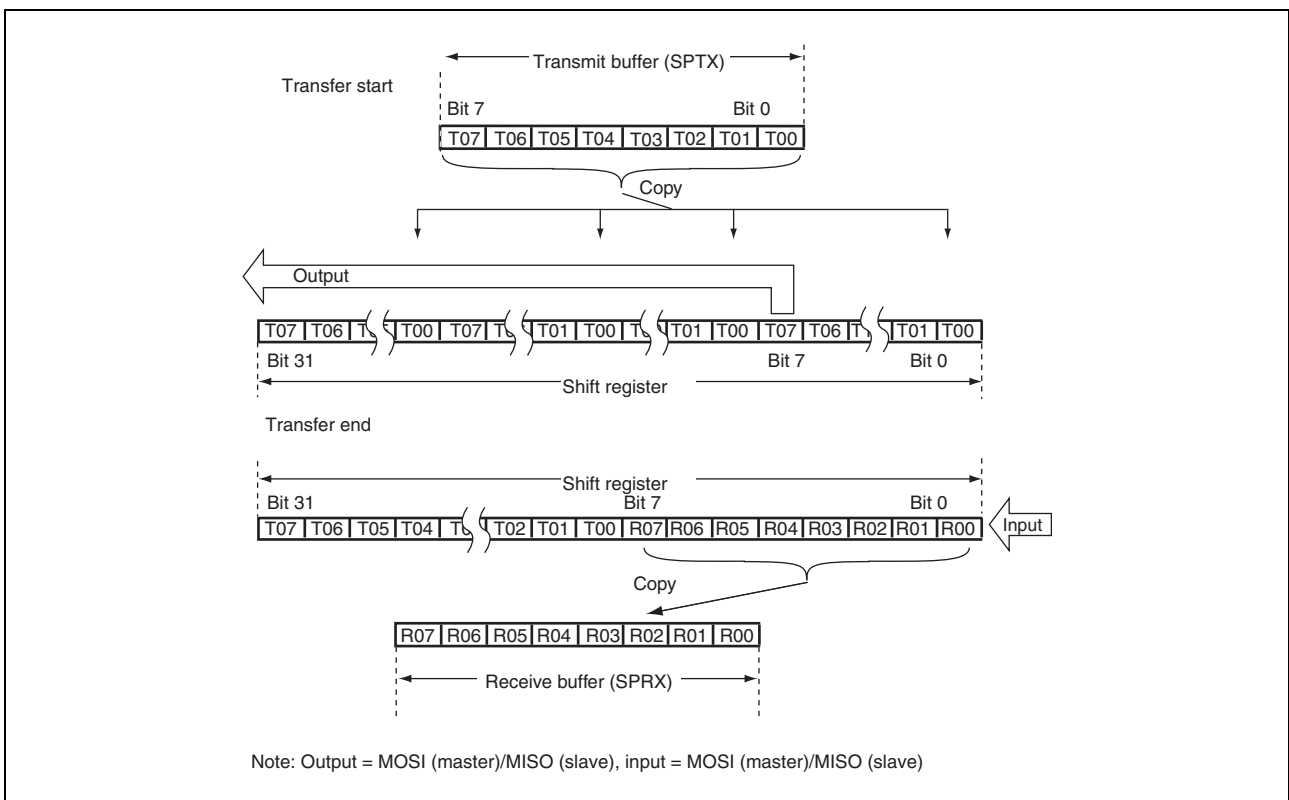 Transmit buffer (SPTX)
Transfer start
Bit 7 Bit 0
T07 T06 T05 T04 T03 T02 T01 T00
Copy
Output
T07 T06 T00 T07 T01 T00 T01 T00 T07 T06 T01 T00
Bit 31 Bit 7 Bit 0
Shift register
Transfer end
Shift register
Bit 31 Bit 7 Bit 0
T07 T06 T05 T04 T02 T01 T00 R07 R06 R05 R04 R03 R02 R01 R00 Input
Copy
R07 R06 R05 R04 R03 R02 R01 R00
Receive buffer (SPRX)
Note: Output = MOSI (master)/MISO (slave), input = MOSI (master)/MISO (slave)